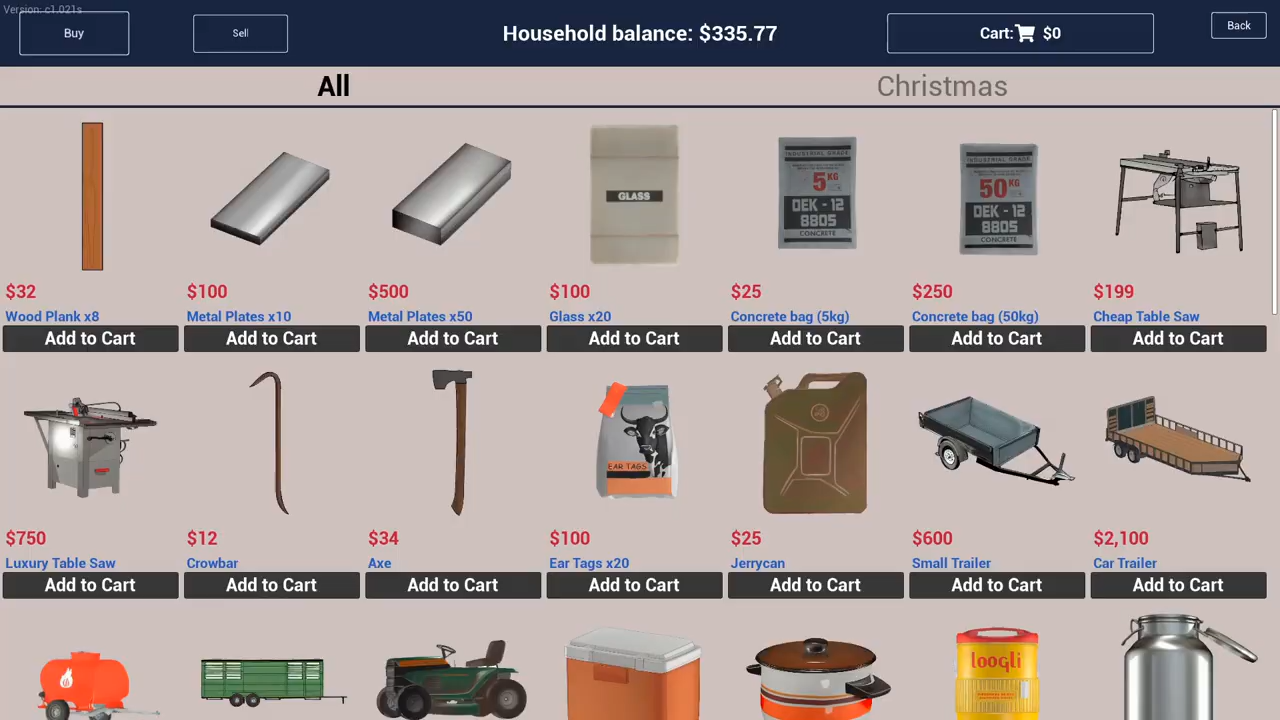 Version: c1.021s
Buy
Sell
Household balance: $335.77
Cart: $0
Back
All
Christmas
GLASS
INDUSTRIAL GRADE
5KG
DEK - 12
8805
CONCRETE
INDUSTRIAL GRADE
50KG
DEK - 12
8805
CONCRETE
$32
$100
$500
$100
$25
$250
$199
Wood Plank x8
Metal Plates x10
Metal Plates x50
Glass x20
Concrete bag (5kg)
Concrete bag (50kg)
Cheap Table Saw
Add to Cart
Add to Cart
Add to Cart
Add to Cart
Add to Cart
Add to Cart
Add to Cart
EAR TAGS
$750
$12
$34
$100
$25
$600
$2,100
Luxury Table Saw
Crowbar
Axe
Ear Tags x20
Jerrycan
Small Trailer
Car Trailer
Add to Cart
Add to Cart
Add to Cart
Add to Cart
Add to Cart
Add to Cart
Add to Cart
looqli